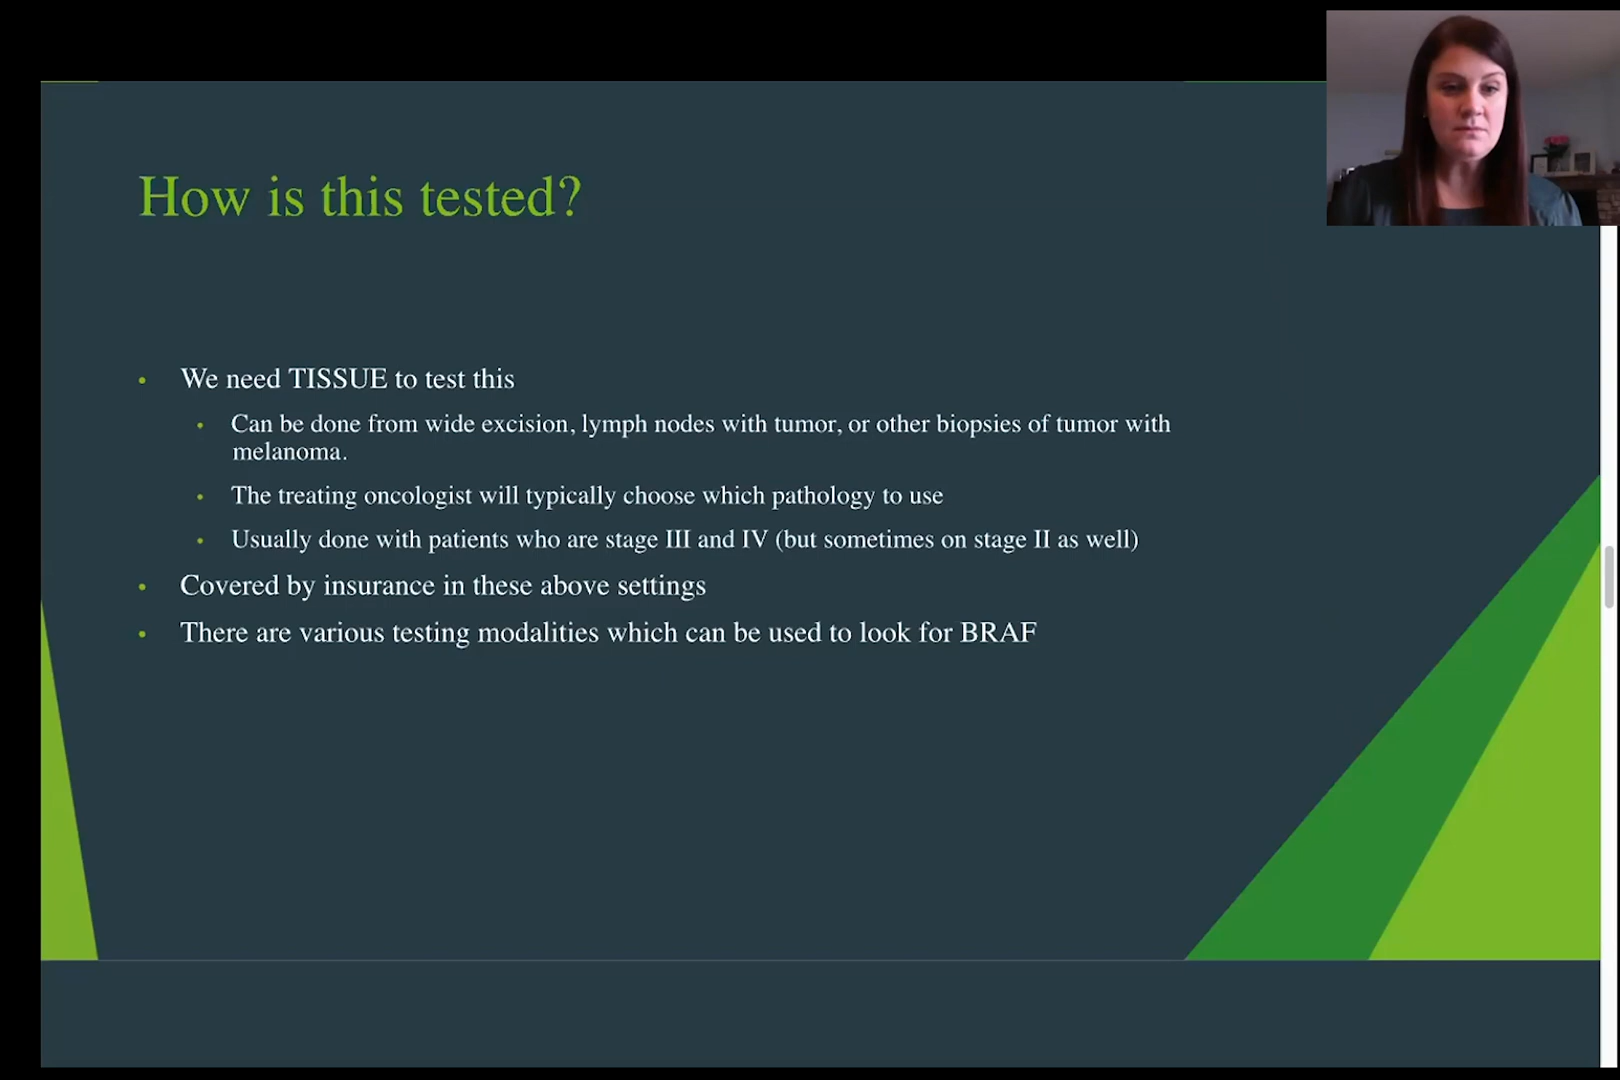 How is this tested?
• We need TISSUE to test this
• Can be done from wide excision, lymph nodes with tumor, or other biopsies of tumor with
melanoma.
• The treating oncologist will typically choose which pathology to use
• Usually done with patients who are stage III and IV (but sometimes on stage II as well)
• Covered by insurance in these above settings
• There are various testing modalities which can be used to look for BRAF